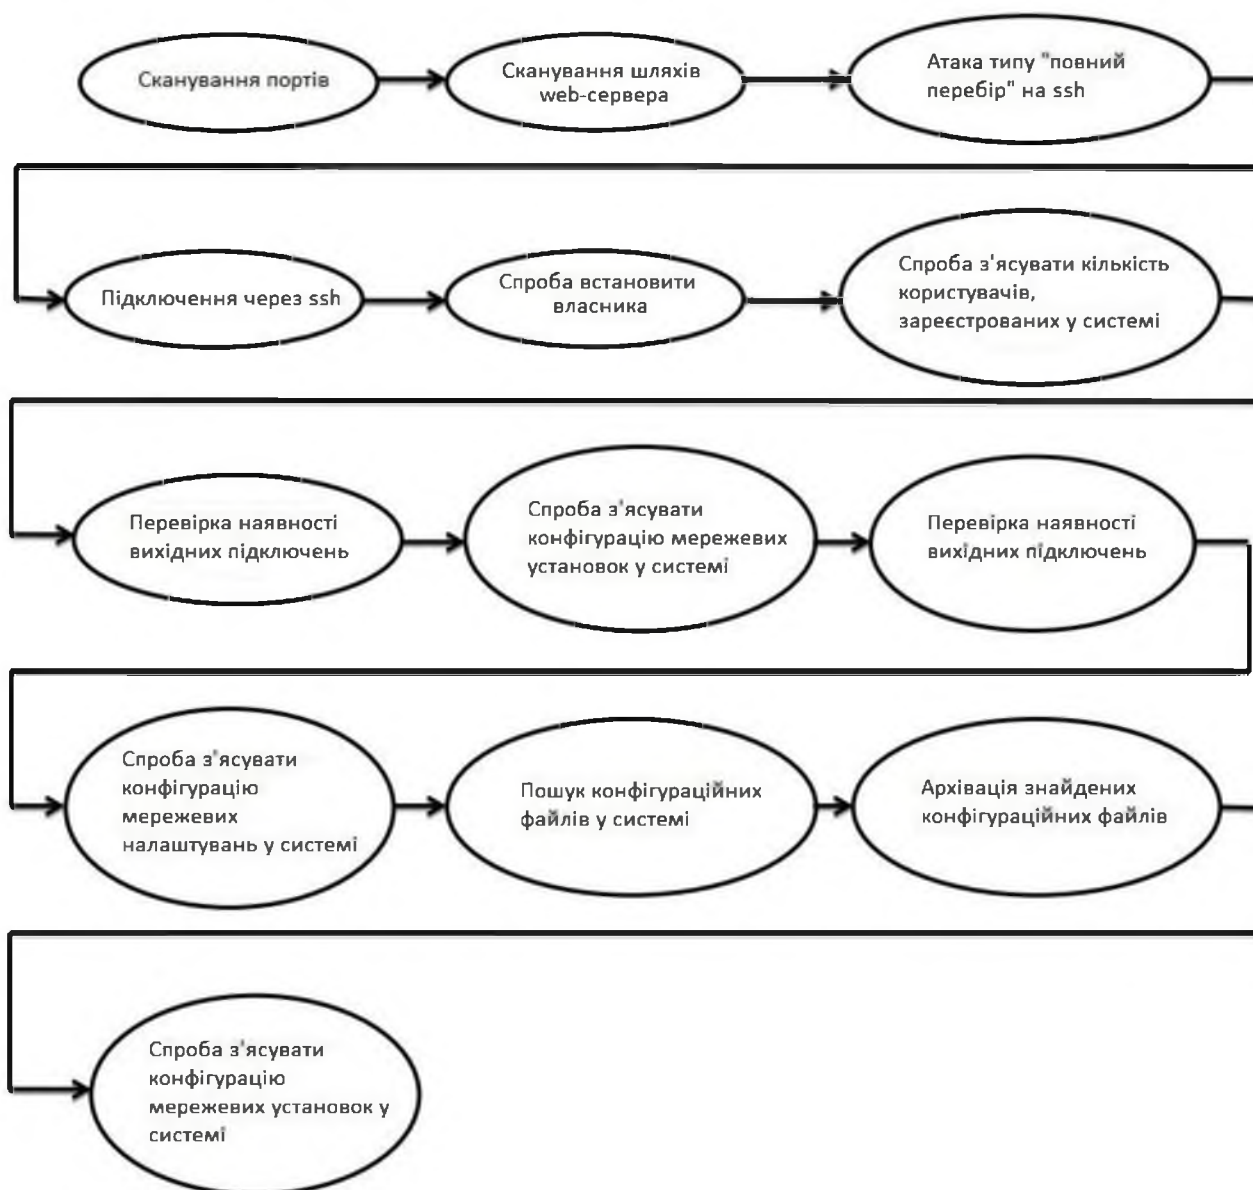 Сканування портів
Сканування шляхів
web-сервера
Атака типу "повний
перебір" на ssh
Підключення через ssh
Спроба встановити
власника
Спроба з'ясувати кількість
користувачів,
зареєстрованих у системі
Перевірка наявності
вихідних підключень
Спроба з'ясувати
конфігурацію мережевих
установок у системі
Перевірка наявності
вихідних підключень
Спроба з'ясувати
конфігурацію
мережевих
налаштувань у системі
Пошук конфігураційних
файлів у системі
Архівація знайдених
конфігураційних файлів
Спроба з'ясувати
конфігурацію
мережевих установок у
системі